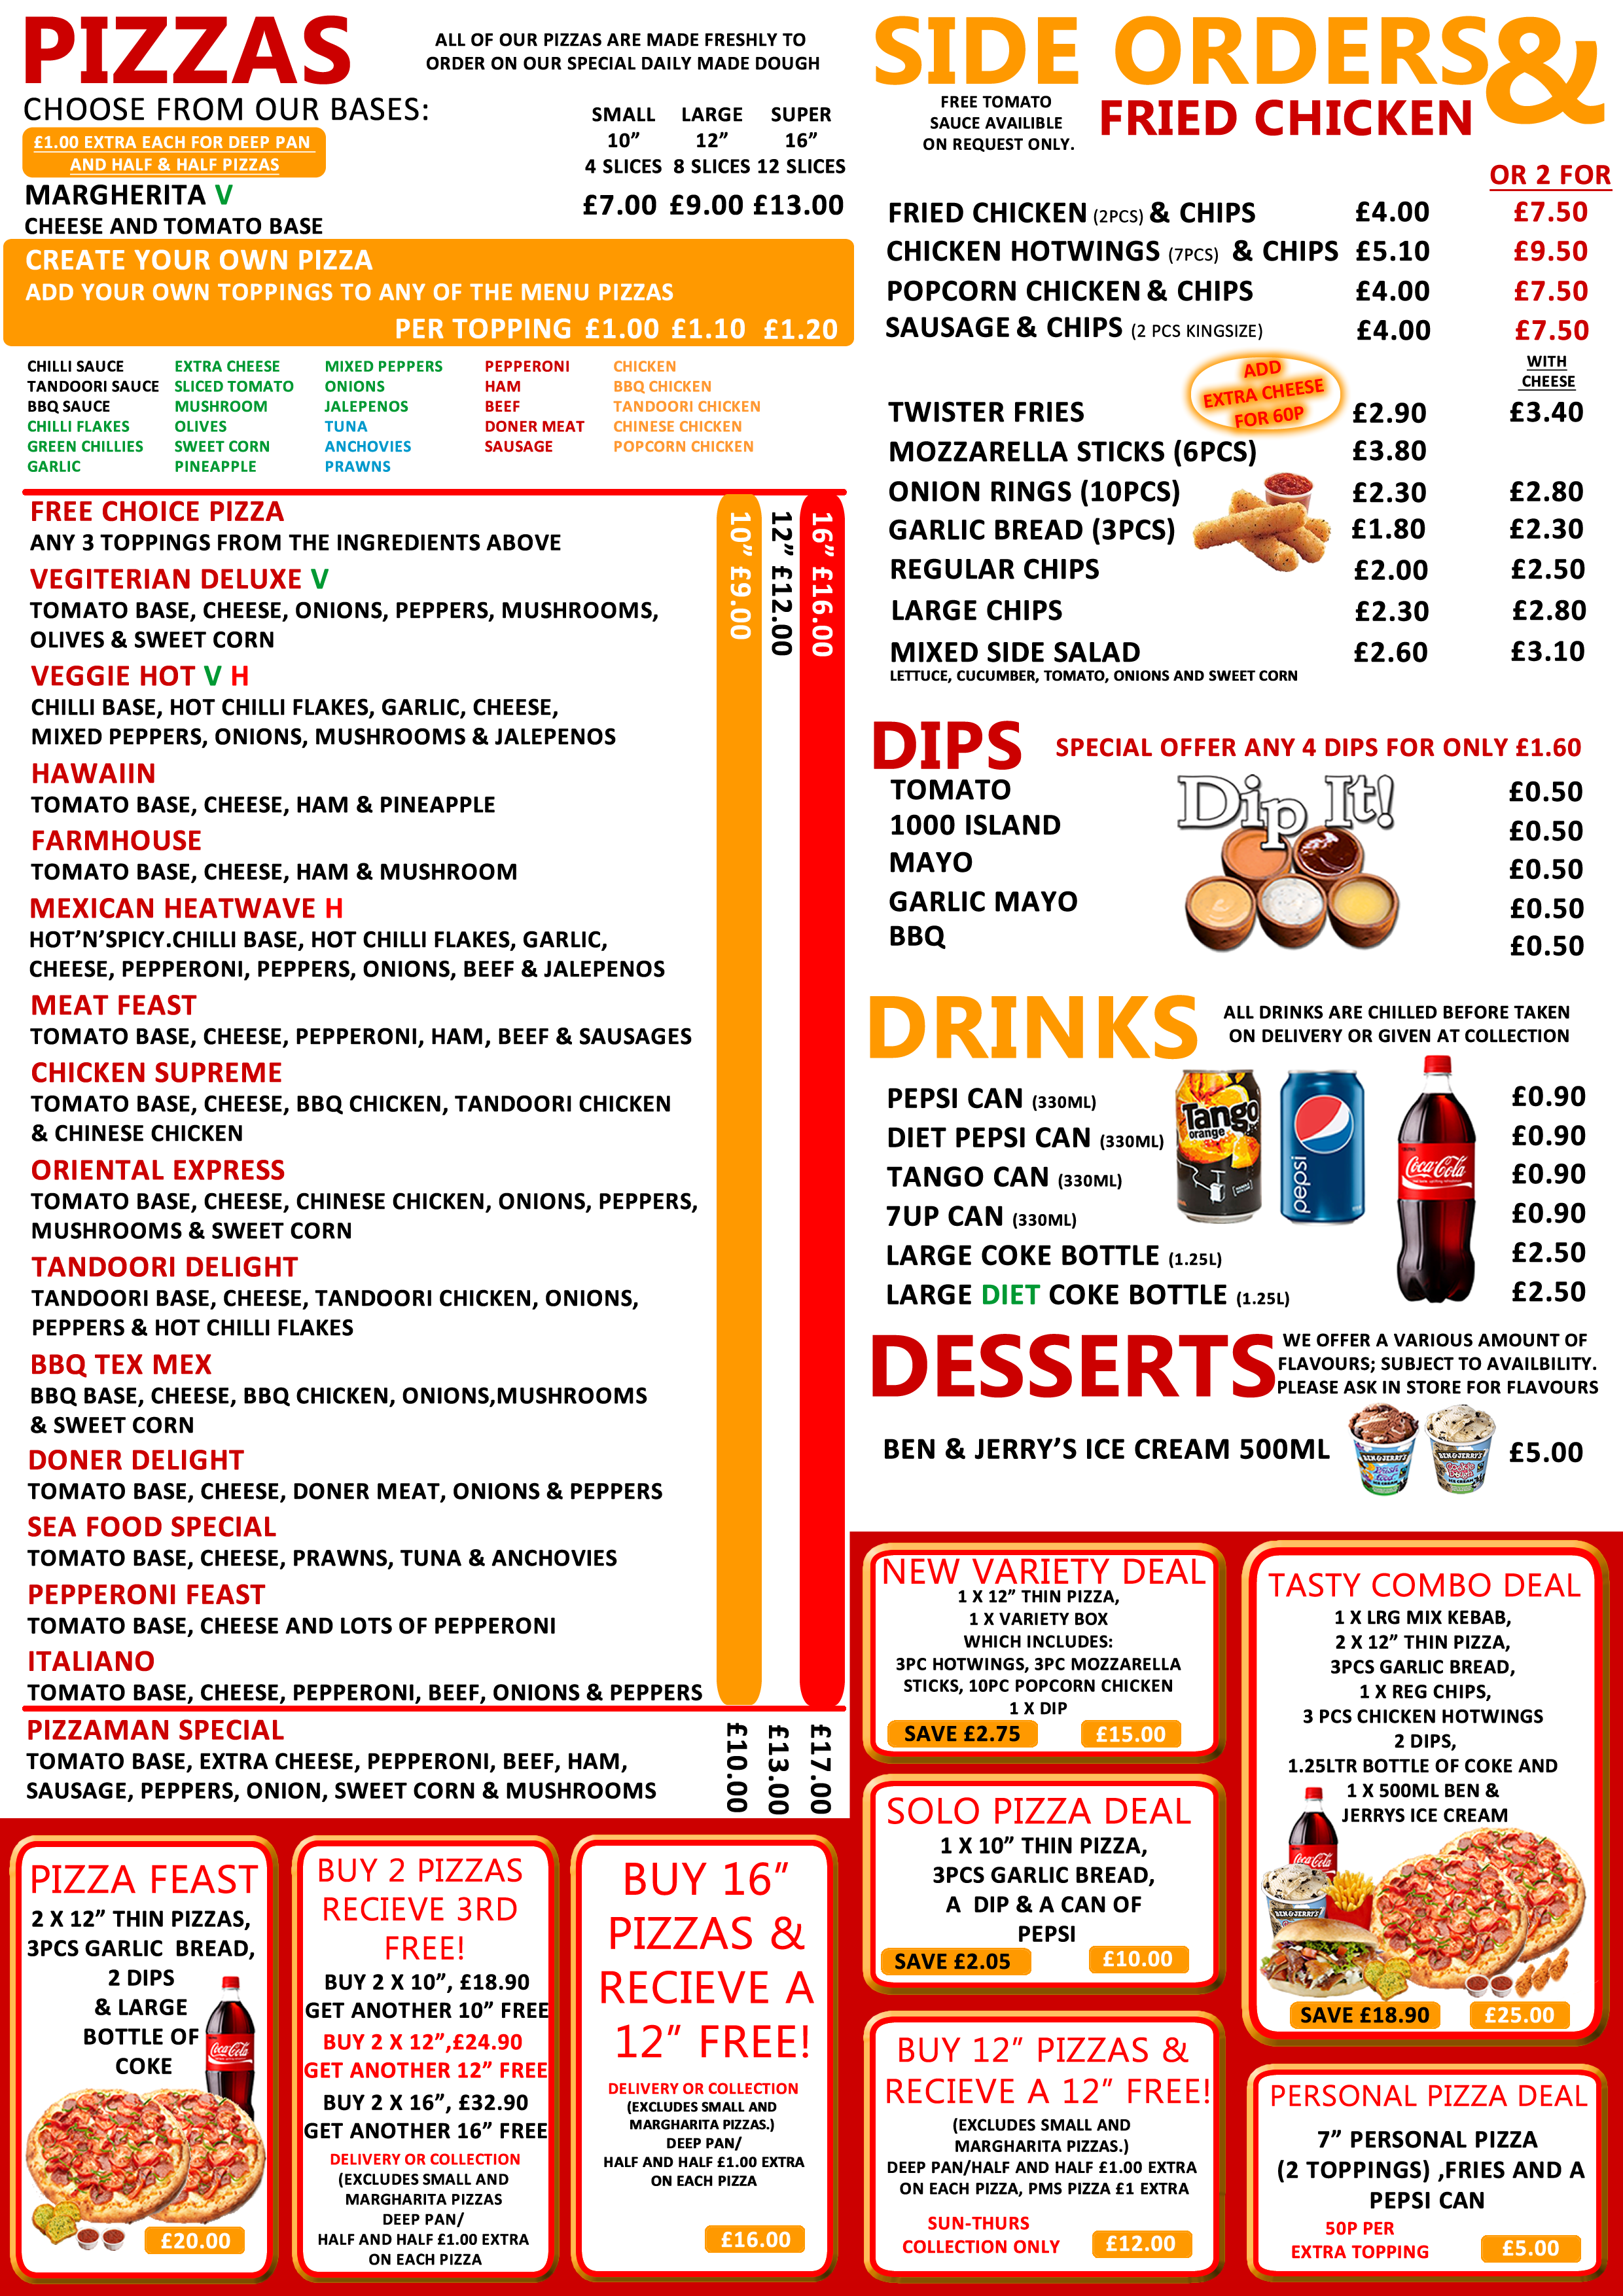 PIZZAS
ALL OF OUR PIZZAS ARE MADE FRESHLY TO
ORDER ON OUR SPECIAL DAILY MADE DOUGH
CHOOSE FROM OUR BASES:
£1.00 EXTRA EACH FOR DEEP PAN
AND HALF & HALF PIZZAS
SMALL LARGE SUPER
10” 12” 16”
4 SLICES 8 SLICES 12 SLICES
MARGHERITA V
£7.00 £9.00 £13.00
CHEESE AND TOMATO BASE
CREATE YOUR OWN PIZZA
ADD YOUR OWN TOPPINGS TO ANY OF THE MENU PIZZAS
PER TOPPING £1.00 £1.10 £1.20
CHILLI SAUCE EXTRA CHEESE MIXED PEPPERS PEPPERONI CHICKEN
TANDOORI SAUCE SLICED TOMATO ONIONS HAM BBQ CHICKEN
BBQ SAUCE MUSHROOM JALEPENOS BEEF TANDOORI CHICKEN
CHILLI FLAKES OLIVES TUNA DONER MEAT CHINESE CHICKEN
GREEN CHILLIES SWEET CORN ANCHOVIES SAUSAGE POPCORN CHICKEN
GARLIC PINEAPPLE PRAWNS
10” £9.00
12” £12.00
16” £16.00
FREE CHOICE PIZZA
ANY 3 TOPPINGS FROM THE INGREDIENTS ABOVE
VEGITERIAN DELUXE V
TOMATO BASE, CHEESE, ONIONS, PEPPERS, MUSHROOMS,
OLIVES & SWEET CORN
VEGGIE HOT V H
CHILLI BASE, HOT CHILLI FLAKES, GARLIC, CHEESE,
MIXED PEPPERS, ONIONS, MUSHROOMS & JALEPENOS
HAWAIIN
TOMATO BASE, CHEESE, HAM & PINEAPPLE
FARMHOUSE
TOMATO BASE, CHEESE, HAM & MUSHROOM
MEXICAN HEATWAVE H
HOT’N’SPICY.CHILLI BASE, HOT CHILLI FLAKES, GARLIC,
CHEESE, PEPPERONI, PEPPERS, ONIONS, BEEF & JALEPENOS
MEAT FEAST
TOMATO BASE, CHEESE, PEPPERONI, HAM, BEEF & SAUSAGES
CHICKEN SUPREME
TOMATO BASE, CHEESE, BBQ CHICKEN, TANDOORI CHICKEN
& CHINESE CHICKEN
ORIENTAL EXPRESS
TOMATO BASE, CHEESE, CHINESE CHICKEN, ONIONS, PEPPERS,
MUSHROOMS & SWEET CORN
TANDOORI DELIGHT
TANDOORI BASE, CHEESE, TANDOORI CHICKEN, ONIONS,
PEPPERS & HOT CHILLI FLAKES
BBQ TEX MEX
BBQ BASE, CHEESE, BBQ CHICKEN, ONIONS,MUSHROOMS
& SWEET CORN
DONER DELIGHT
TOMATO BASE, CHEESE, DONER MEAT, ONIONS & PEPPERS
SEA FOOD SPECIAL
TOMATO BASE, CHEESE, PRAWNS, TUNA & ANCHOVIES
PEPPERONI FEAST
TOMATO BASE, CHEESE AND LOTS OF PEPPERONI
ITALIANO
TOMATO BASE, CHEESE, PEPPERONI, BEEF, ONIONS & PEPPERS
PIZZAMAN SPECIAL
TOMATO BASE, EXTRA CHEESE, PEPPERONI, BEEF, HAM,
SAUSAGE, PEPPERS, ONION, SWEET CORN & MUSHROOMS
£10.00
£13.00
£17.00
PIZZA FEAST
2 X 12” THIN PIZZAS,
3PCS GARLIC BREAD,
2 DIPS
& LARGE
BOTTLE OF
COKE
Coca-Cola
£20.00
BUY 2 PIZZAS
RECIEVE 3RD
FREE!
BUY 2 X 10”, £18.90
GET ANOTHER 10” FREE
BUY 2 X 12”,£24.90
GET ANOTHER 12” FREE
BUY 2 X 16”, £32.90
GET ANOTHER 16” FREE
DELIVERY OR COLLECTION
(EXCLUDES SMALL AND
MARGHARITA PIZZAS
DEEP PAN/
HALF AND HALF £1.00 EXTRA
ON EACH PIZZA
BUY 16”
PIZZAS &
RECIEVE A
12” FREE!
DELIVERY OR COLLECTION
(EXCLUDES SMALL AND
MARGHARITA PIZZAS.)
DEEP PAN/
HALF AND HALF £1.00 EXTRA
ON EACH PIZZA
£16.00
SIDE ORDERS &
FREE TOMATO
SAUCE AVAILIBLE
ON REQUEST ONLY.
FRIED CHICKEN
OR 2 FOR
FRIED CHICKEN (2PCS) & CHIPS £4.00 £7.50
CHICKEN HOTWINGS (7PCS) & CHIPS £5.10 £9.50
POPCORN CHICKEN & CHIPS £4.00 £7.50
SAUSAGE & CHIPS (2 PCS KINGSIZE) £4.00 £7.50
ADD
EXTRA CHEESE
FOR 60P
WITH
CHEESE
TWISTER FRIES £2.90 £3.40
MOZZARELLA STICKS (6PCS) £3.80
ONION RINGS (10PCS) £2.30 £2.80
GARLIC BREAD (3PCS) £1.80 £2.30
REGULAR CHIPS £2.00 £2.50
LARGE CHIPS £2.30 £2.80
MIXED SIDE SALAD £2.60 £3.10
LETTUCE, CUCUMBER, TOMATO, ONIONS AND SWEET CORN
DIPS
SPECIAL OFFER ANY 4 DIPS FOR ONLY £1.60
Dip It!
TOMATO £0.50
1000 ISLAND £0.50
MAYO £0.50
GARLIC MAYO £0.50
BBQ £0.50
DRINKS
ALL DRINKS ARE CHILLED BEFORE TAKEN
ON DELIVERY OR GIVEN AT COLLECTION
PEPSI CAN (330ML) £0.90
DIET PEPSI CAN (330ML) £0.90
TANGO CAN (330ML) £0.90
7UP CAN (330ML) £0.90
LARGE COKE BOTTLE (1.25L) £2.50
LARGE DIET COKE BOTTLE (1.25L) £2.50
Tango
orange
pepsi
Coca-Cola
DESSERTS
WE OFFER A VARIOUS AMOUNT OF
FLAVOURS; SUBJECT TO AVAILBILITY.
PLEASE ASK IN STORE FOR FLAVOURS
BEN & JERRY’S ICE CREAM 500ML £5.00
BEN & JERRY'S
BEN & JERRY'S
NEW VARIETY DEAL
1 X 12” THIN PIZZA,
1 X VARIETY BOX
WHICH INCLUDES:
3PC HOTWINGS, 3PC MOZZARELLA
STICKS, 10PC POPCORN CHICKEN
1 X DIP
SAVE £2.75 £15.00
SOLO PIZZA DEAL
1 X 10” THIN PIZZA,
3PCS GARLIC BREAD,
A DIP & A CAN OF
PEPSI
SAVE £2.05 £10.00
BUY 12” PIZZAS &
RECIEVE A 12” FREE!
(EXCLUDES SMALL AND
MARGHARITA PIZZAS.)
DEEP PAN/HALF AND HALF £1.00 EXTRA
ON EACH PIZZA, PMS PIZZA £1 EXTRA
SUN-THURS
COLLECTION ONLY £12.00
TASTY COMBO DEAL
1 X LRG MIX KEBAB,
2 X 12” THIN PIZZA,
3PCS GARLIC BREAD,
1 X REG CHIPS,
3 PCS CHICKEN HOTWINGS
2 DIPS,
1.25LTR BOTTLE OF COKE AND
1 X 500ML BEN &
JERRYS ICE CREAM
Coca-Cola
BEN & JERRY'S
SAVE £18.90 £25.00
PERSONAL PIZZA DEAL
7” PERSONAL PIZZA
(2 TOPPINGS) ,FRIES AND A
PEPSI CAN
50P PER
EXTRA TOPPING £5.00